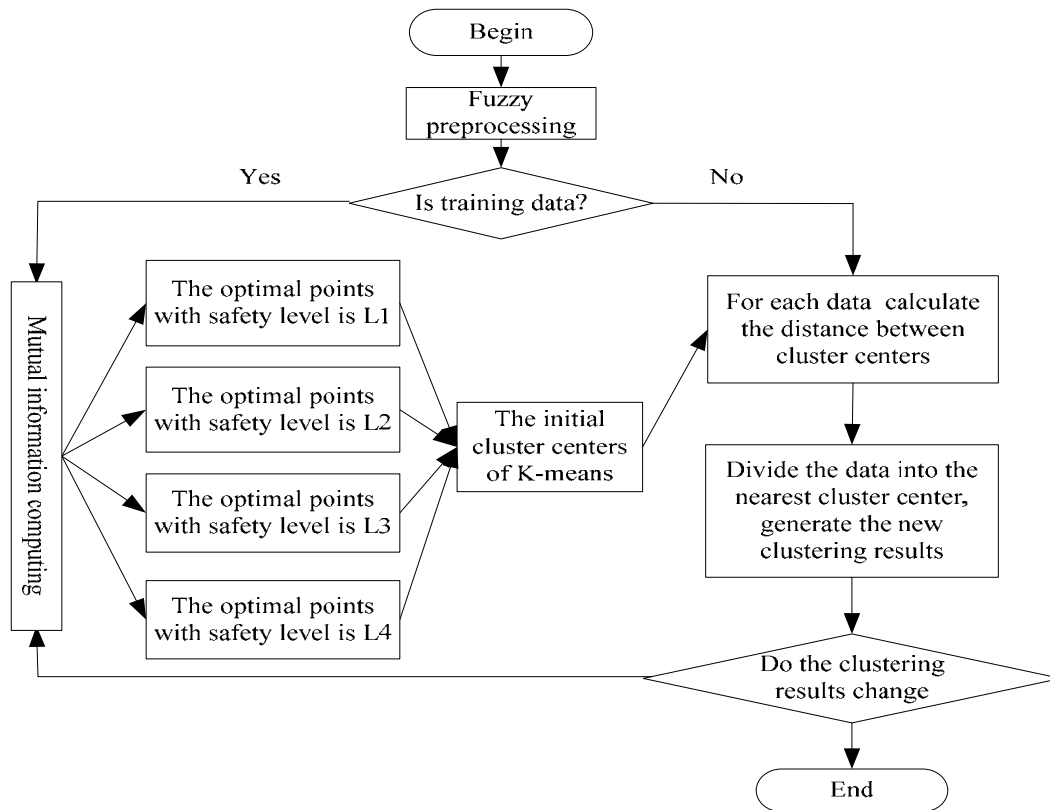 Begin
Fuzzy
preprocessing
Yes
No
Is training data?
Mutual information computing
The optimal points
with safety level is L1
The optimal points
with safety level is L2
The optimal points
with safety level is L3
The optimal points
with safety level is L4
The initial
cluster centers
of K-means
For each data calculate
the distance between
cluster centers
Divide the data into the
nearest cluster center,
generate the new
clustering results
Do the clustering
results change
End